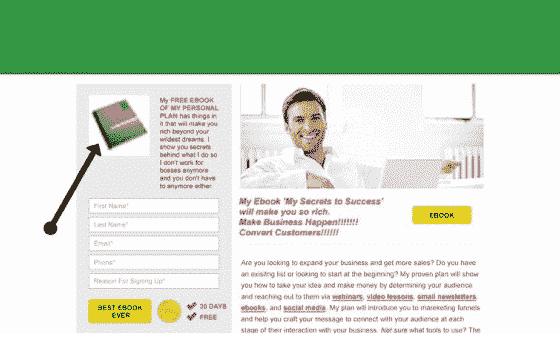 My FREE EBOOK
OF MY PERSONAL
PLAN has things in
it that will make you
rich beyond your
wildest dreams. I
show you secrets
behind what I do so
I don't work for
bosses anymore
and you don't have
to anymore either.
First Name*
Last Name*
Email*
Phone*
Reason For Signing Up*
BEST EBOOK
EVER
30 DAYS
FREE
My Ebook 'My Secrets to Success'
will make you so rich.
Make Business Happen!!!!!!!
Convert Customers!!!!!!
EBOOK
Are you looking to expand your business and get more sales? Do you have
an existing list or looking to start at the beginning? My proven plan will show
you how to take your idea and make money by determining your audience
and reaching out to them via webinars, video lessons, email newsletters,
ebooks, and social media. My plan will introduce you to marekting funnels
and help you craft your message to connect with your audience at each
stage of their interaction with your business. Not sure what tools to use? The